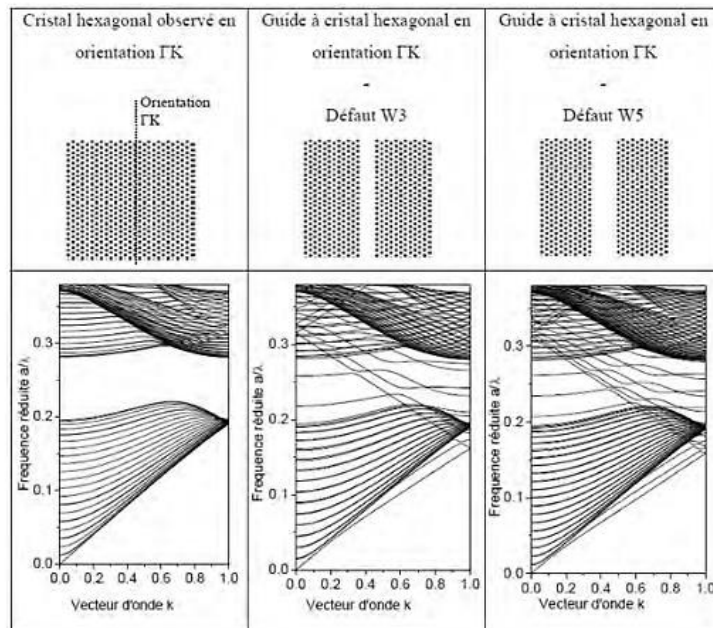 Cristal hexagonal observé en
orientation ΓK
Orientation
ΓK
Guide à cristal hexagonal en
orientation ΓK
-
Défaut W3
Guide à cristal hexagonal en
orientation ΓK
-
Défaut W5
Frequence réduite a/λ
0.3
0.2
0.1
0.0
0.0 0.2 0.4 0.6 0.8 1.0
Vecteur d'onde k
Frequence réduite a/λ
0.3
0.2
0.1
0.0
0.0 0.2 0.4 0.6 0.8 1.0
Vecteur d'onde k
Frequence réduite a/λ
0.3
0.2
0.1
0.0
0.0 0.2 0.4 0.6 0.8 1.0
Vecteur d'onde k